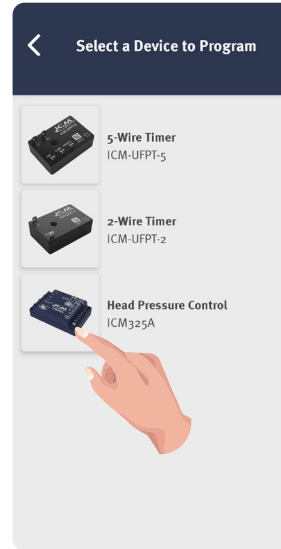 Select a Device to Program
5-Wire Timer
ICM-UFPT-5
2-Wire Timer
ICM-UFPT-2
Head Pressure Control
ICM325A